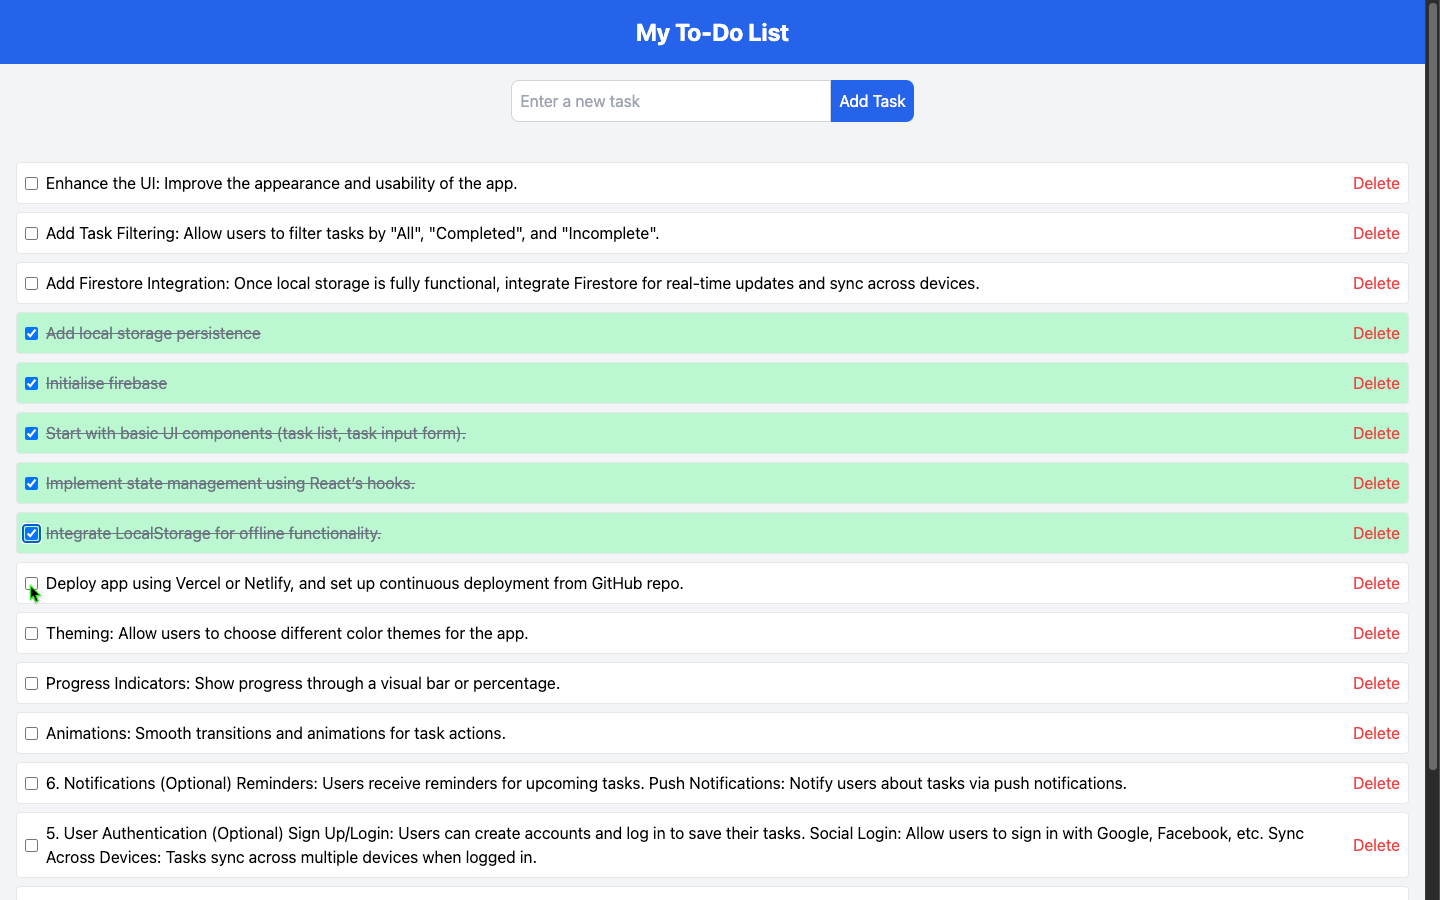 My To-Do List
Enter a new task
Add Task
Enhance the UI: Improve the appearance and usability of the app.
Delete
Add Task Filtering: Allow users to filter tasks by "All", "Completed", and "Incomplete".
Delete
Add Firestore Integration: Once local storage is fully functional, integrate Firestore for real-time updates and sync across devices.
Delete
Add local storage persistence
Delete
Initialise firebase
Delete
Start with basic UI components (task list, task input form).
Delete
Implement state management using React’s hooks.
Delete
Integrate LocalStorage for offline functionality.
Delete
Deploy app using Vercel or Netlify, and set up continuous deployment from GitHub repo.
Delete
Theming: Allow users to choose different color themes for the app.
Delete
Progress Indicators: Show progress through a visual bar or percentage.
Delete
Animations: Smooth transitions and animations for task actions.
Delete
6. Notifications (Optional) Reminders: Users receive reminders for upcoming tasks. Push Notifications: Notify users about tasks via push notifications.
Delete
5. User Authentication (Optional) Sign Up/Login: Users can create accounts and log in to save their tasks. Social Login: Allow users to sign in with Google, Facebook, etc. Sync
Across Devices: Tasks sync across multiple devices when logged in.
Delete